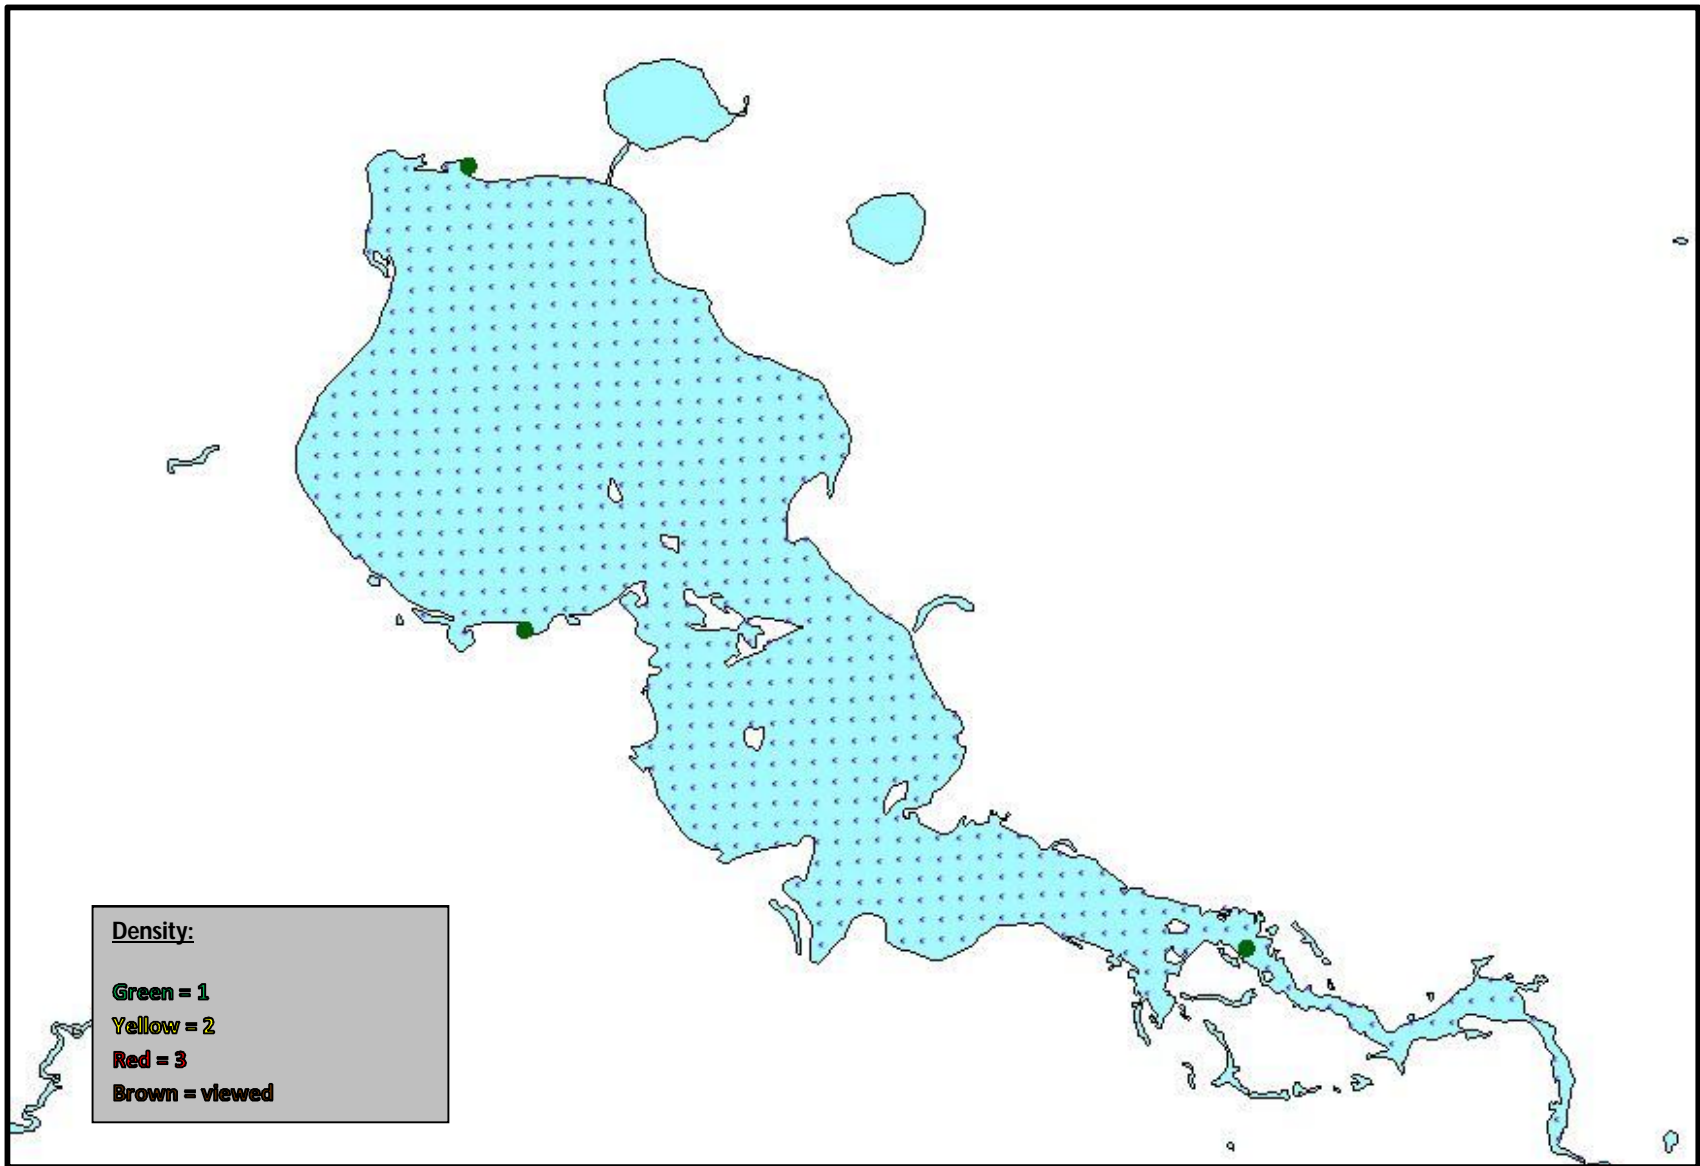 Density:
Green = 1
Yellow = 2
Red = 3
Brown = viewed